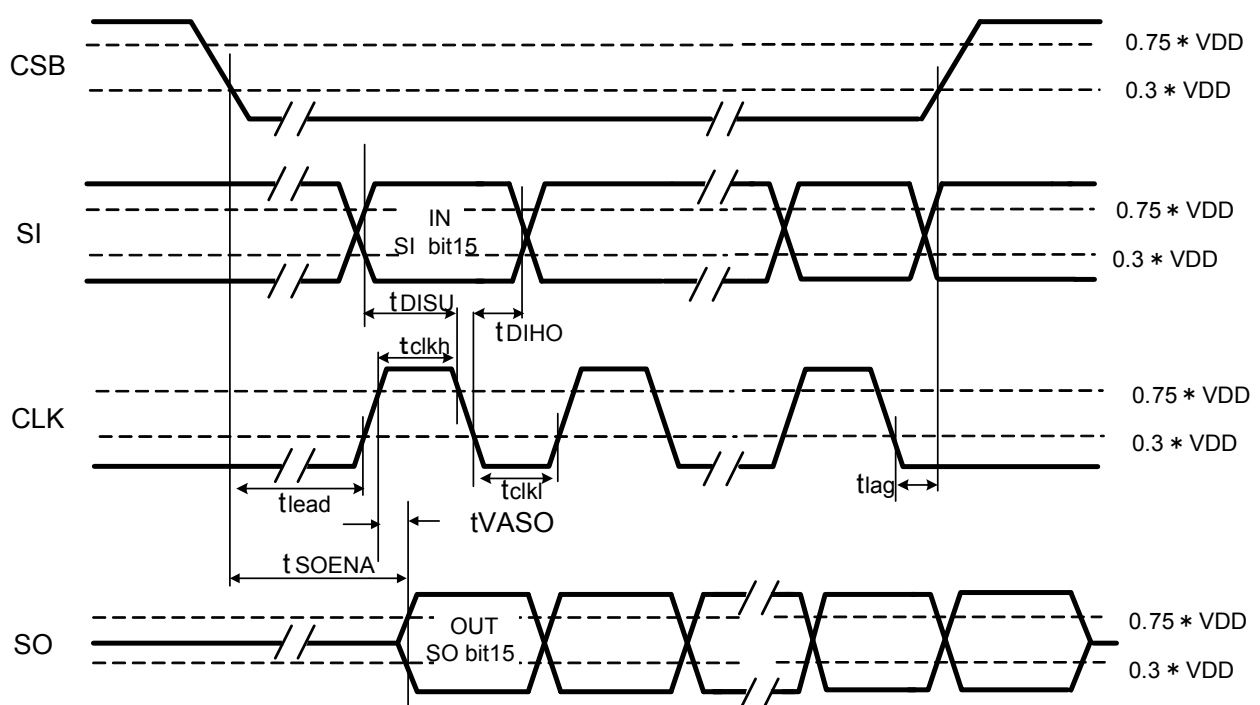 CSB
0.75 * VDD
0.3 * VDD
SI
IN
SI bit15
0.75 * VDD
0.3 * VDD
tDISU
tDIHO
tclkh
CLK
0.75 * VDD
0.3 * VDD
tlead
tclkl
tlag
tVASO
tSOENA
SO
OUT
SO bit15
0.75 * VDD
0.3 * VDD